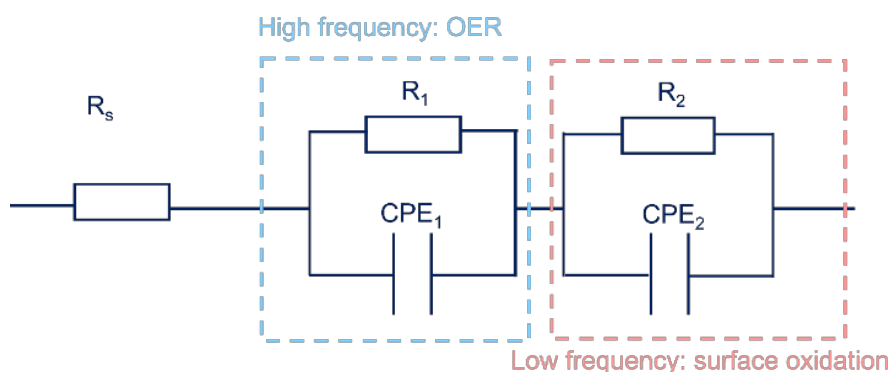 High frequency: OER
Rₛ
R₁
R₂
CPE₁
CPE₂
Low frequency: surface oxidation